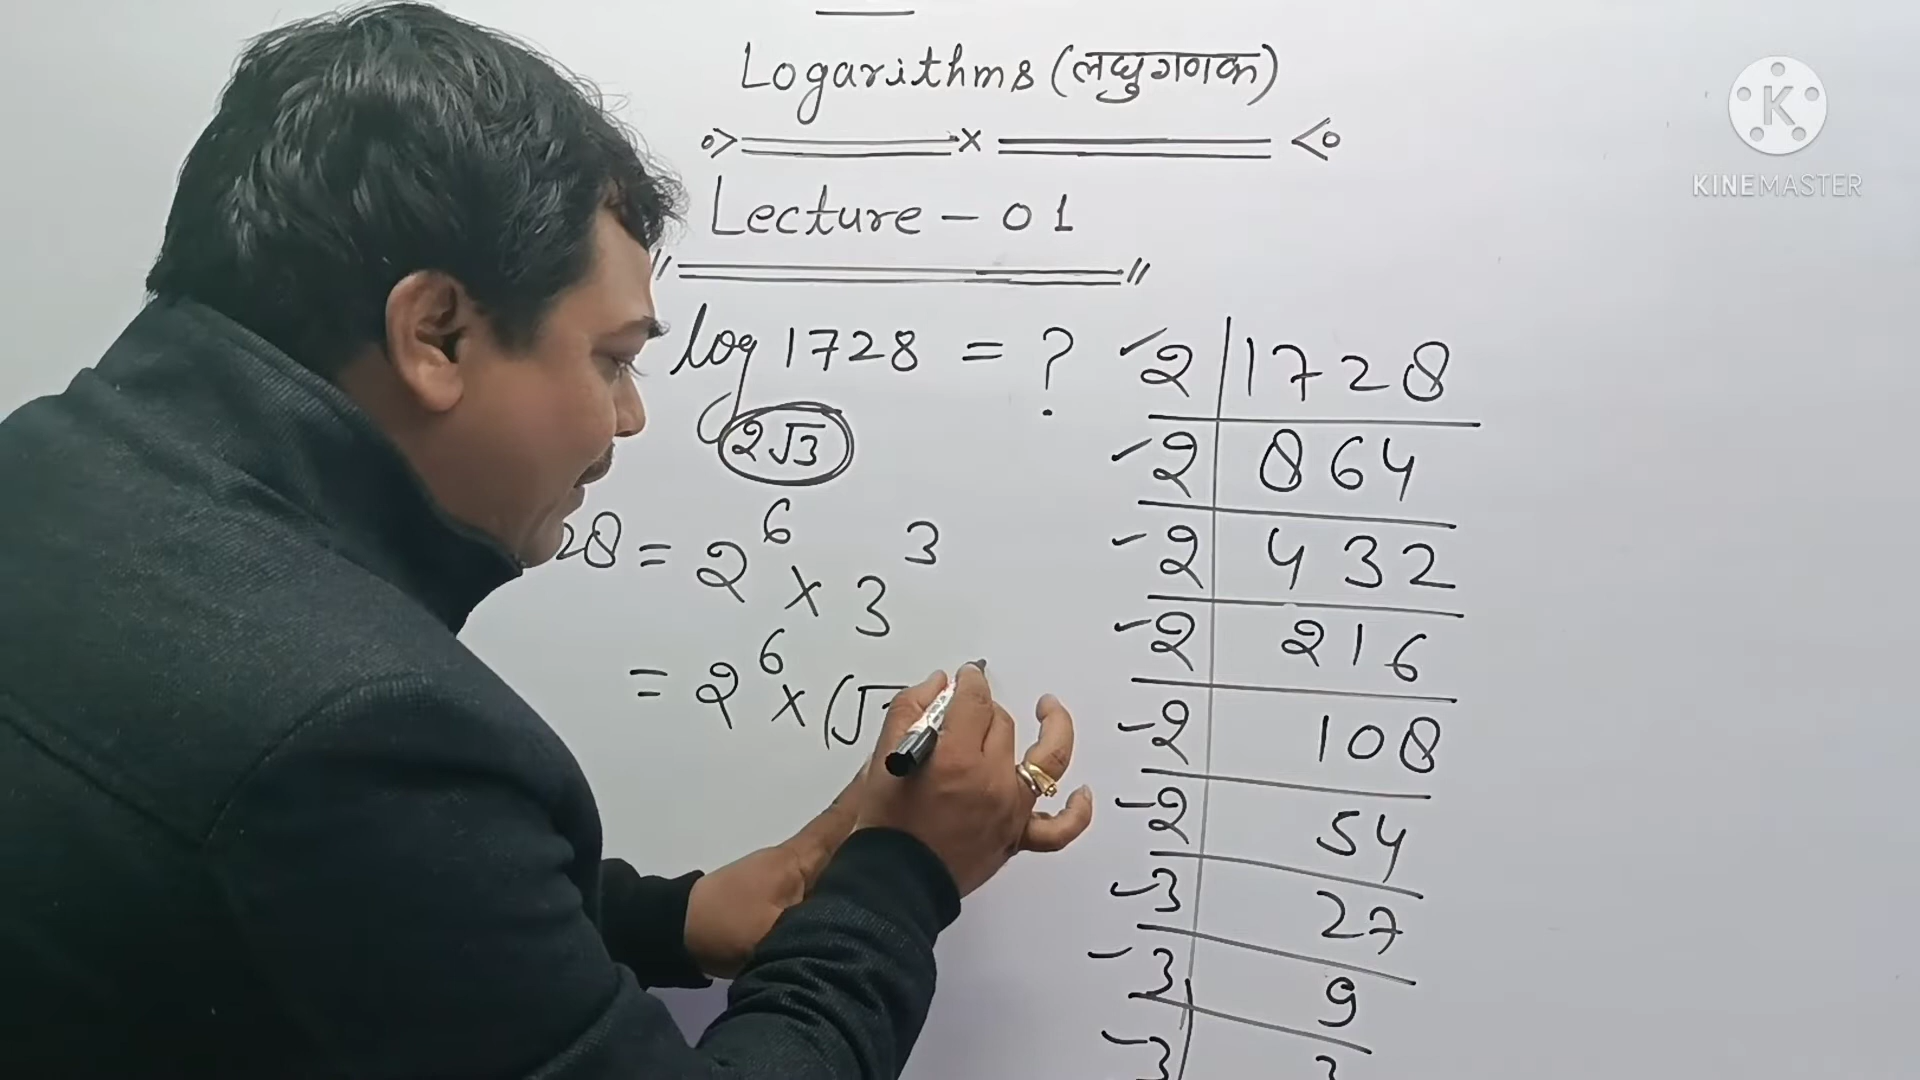 Logarithms (लघुगणक)
Lecture - 01
log 1728 = ?
2√3
28 = 2⁶ × 3³
= 2⁶ × (√
2 | 1728
2 | 864
2 | 432
2 | 216
2 | 108
2 | 54
3 | 27
3 | 9
3
KINEMASTER